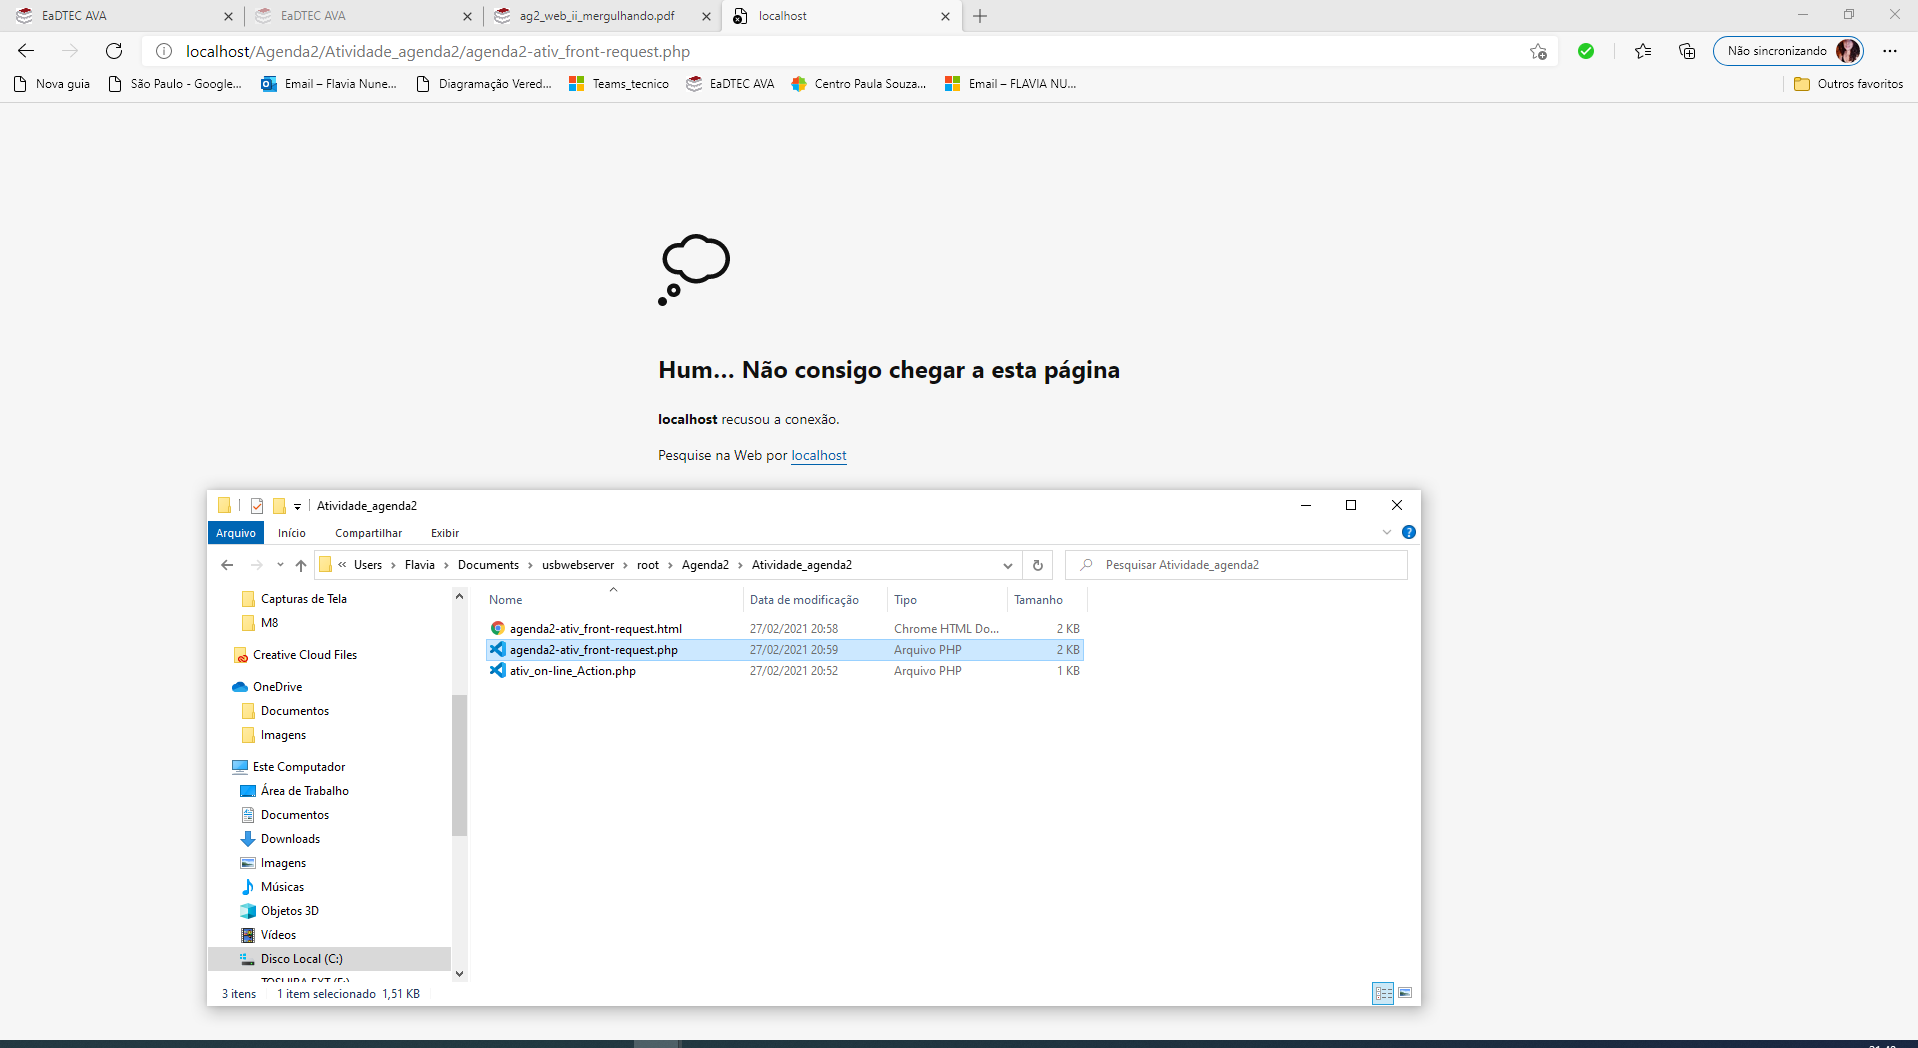 EaDTEC AVA
EaDTEC AVA
ag2_web_ii_mergulhando.pdf
localhost
localhost/Agenda2/Atividade_agenda2/agenda2-ativ_front-request.php
Não sincronizando
Nova guia
São Paulo - Google...
Email – Flavia Nune...
Diagramação Vered...
Teams_tecnico
EaDTEC AVA
Centro Paula Souza...
Email – FLAVIA NU...
Outros favoritos
Hum... Não consigo chegar a esta página
localhost recusou a conexão.
Pesquise na Web por localhost
Atividade_agenda2
Arquivo
Início
Compartilhar
Exibir
« Users › Flavia › Documents › usbwebserver › root › Agenda2 › Atividade_agenda2
Pesquisar Atividade_agenda2
Capturas de Tela
M8
Creative Cloud Files
OneDrive
Documentos
Imagens
Este Computador
Área de Trabalho
Documentos
Downloads
Imagens
Músicas
Objetos 3D
Vídeos
Disco Local (C:)
Nome Data de modificação Tipo Tamanho
agenda2-ativ_front-request.html 27/02/2021 20:58 Chrome HTML Do... 2 KB
agenda2-ativ_front-request.php 27/02/2021 20:59 Arquivo PHP 2 KB
ativ_on-line_Action.php 27/02/2021 20:52 Arquivo PHP 1 KB
3 itens 1 item selecionado 1,51 KB